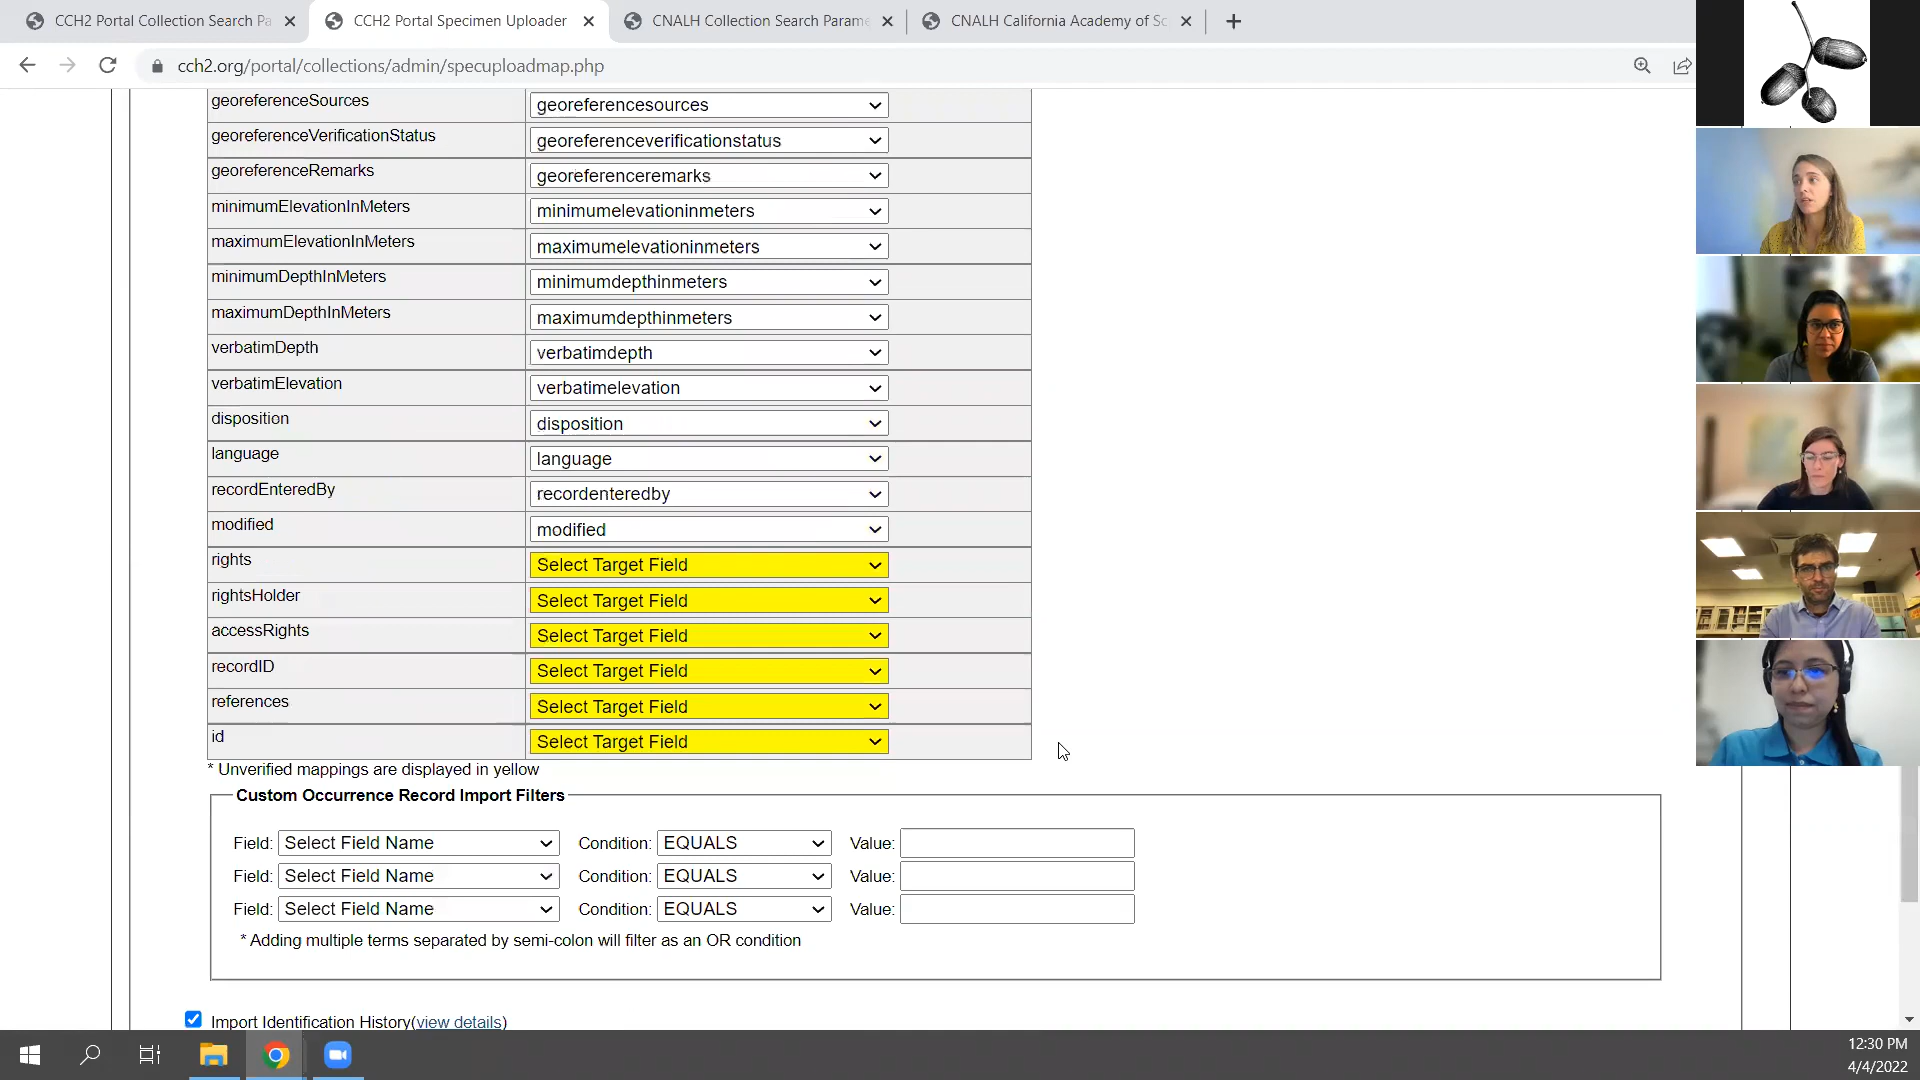 CCH2 Portal Collection Search Pa
CCH2 Portal Specimen Uploader
CNALH Collection Search Parame
CNALH California Academy of Sc
cch2.org/portal/collections/admin/specuploadmap.php
georeferenceSources georeferencesources
georeferenceVerificationStatus georeferenceverificationstatus
georeferenceRemarks georeferenceremarks
minimumElevationInMeters minimumelevationinmeters
maximumElevationInMeters maximumelevationinmeters
minimumDepthInMeters minimumdepthinmeters
maximumDepthInMeters maximumdepthinmeters
verbatimDepth verbatimdepth
verbatimElevation verbatimelevation
disposition disposition
language language
recordEnteredBy recordenteredby
modified modified
rights Select Target Field
rightsHolder Select Target Field
accessRights Select Target Field
recordID Select Target Field
references Select Target Field
id Select Target Field
* Unverified mappings are displayed in yellow
Custom Occurrence Record Import Filters
Field: Select Field Name Condition: EQUALS Value:
Field: Select Field Name Condition: EQUALS Value:
Field: Select Field Name Condition: EQUALS Value:
* Adding multiple terms separated by semi-colon will filter as an OR condition
Import Identification History(view details)
12:30 PM
4/4/2022